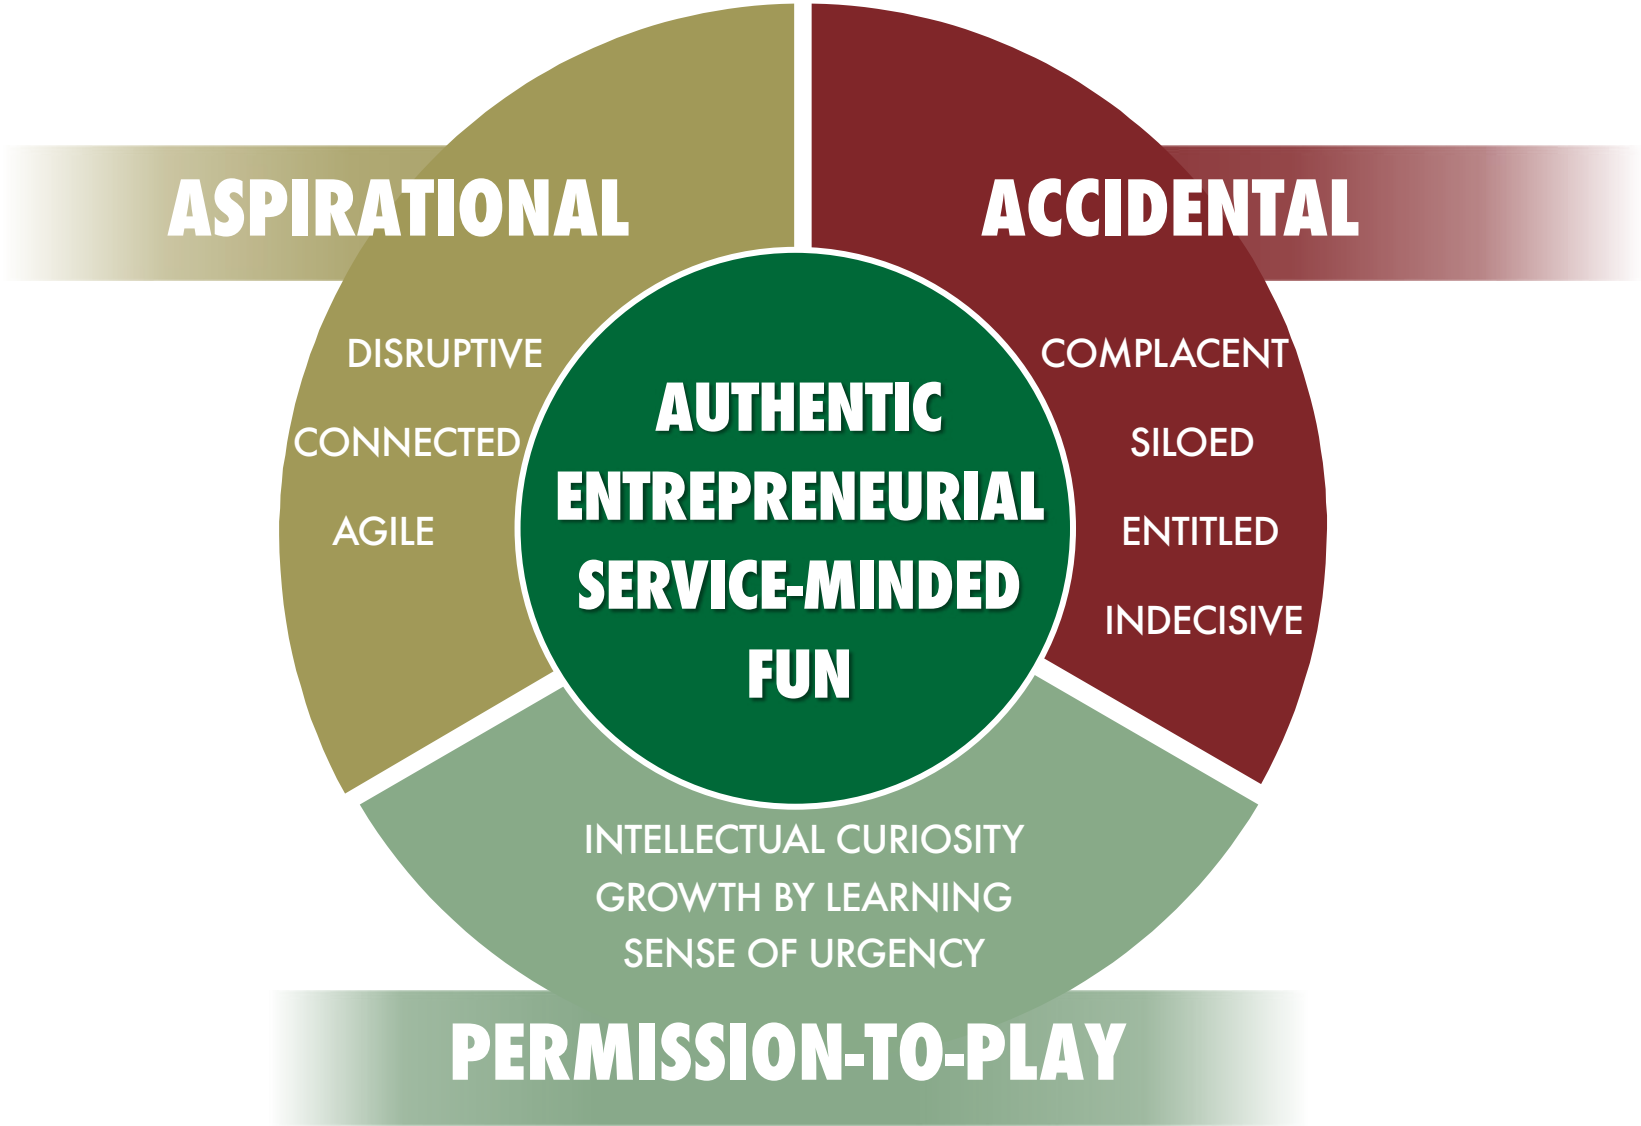 ASPIRATIONAL
DISRUPTIVE
CONNECTED
AGILE
ACCIDENTAL
COMPLACENT
SILOED
ENTITLED
INDECISIVE
AUTHENTIC
ENTREPRENEURIAL
SERVICE-MINDED
FUN
INTELLECTUAL CURIOSITY
GROWTH BY LEARNING
SENSE OF URGENCY
PERMISSION-TO-PLAY